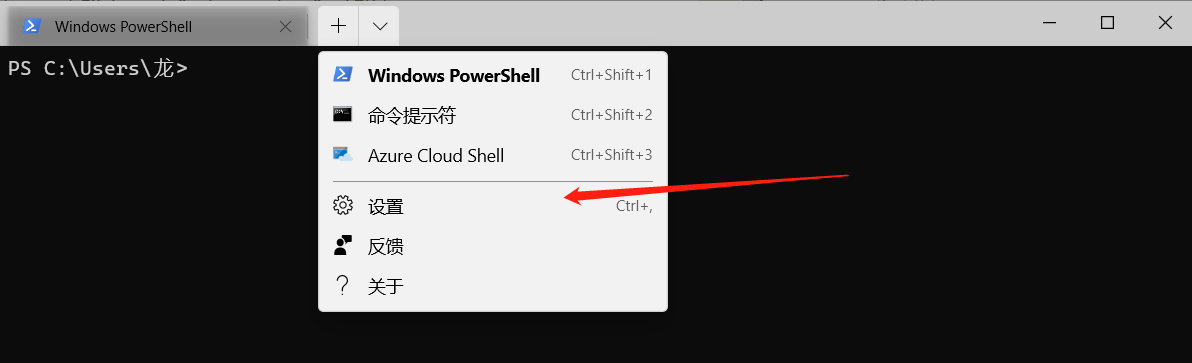 Windows PowerShell
PS C:\Users\龙>
Windows PowerShell Ctrl+Shift+1
命令提示符 Ctrl+Shift+2
Azure Cloud Shell Ctrl+Shift+3
设置 Ctrl+,
反馈
关于